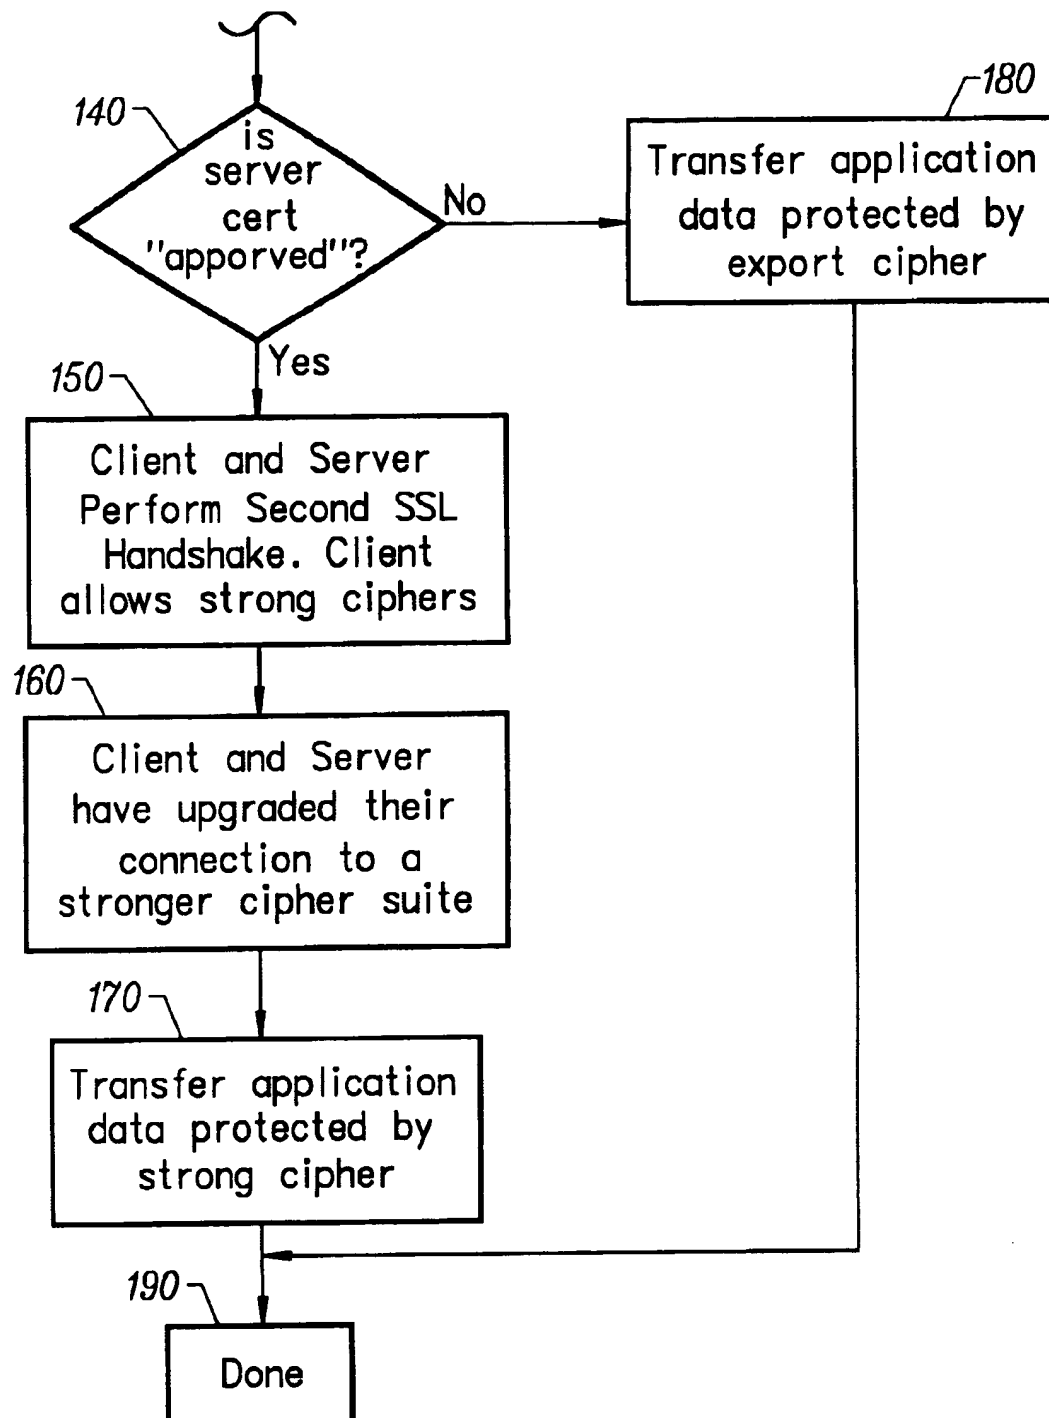 140
is
server
cert
"apporved"?
No
180
Transfer application
data protected by
export cipher
Yes
150
Client and Server
Perform Second SSL
Handshake. Client
allows strong ciphers
160
Client and Server
have upgraded their
connection to a
stronger cipher suite
170
Transfer application
data protected by
strong cipher
190
Done